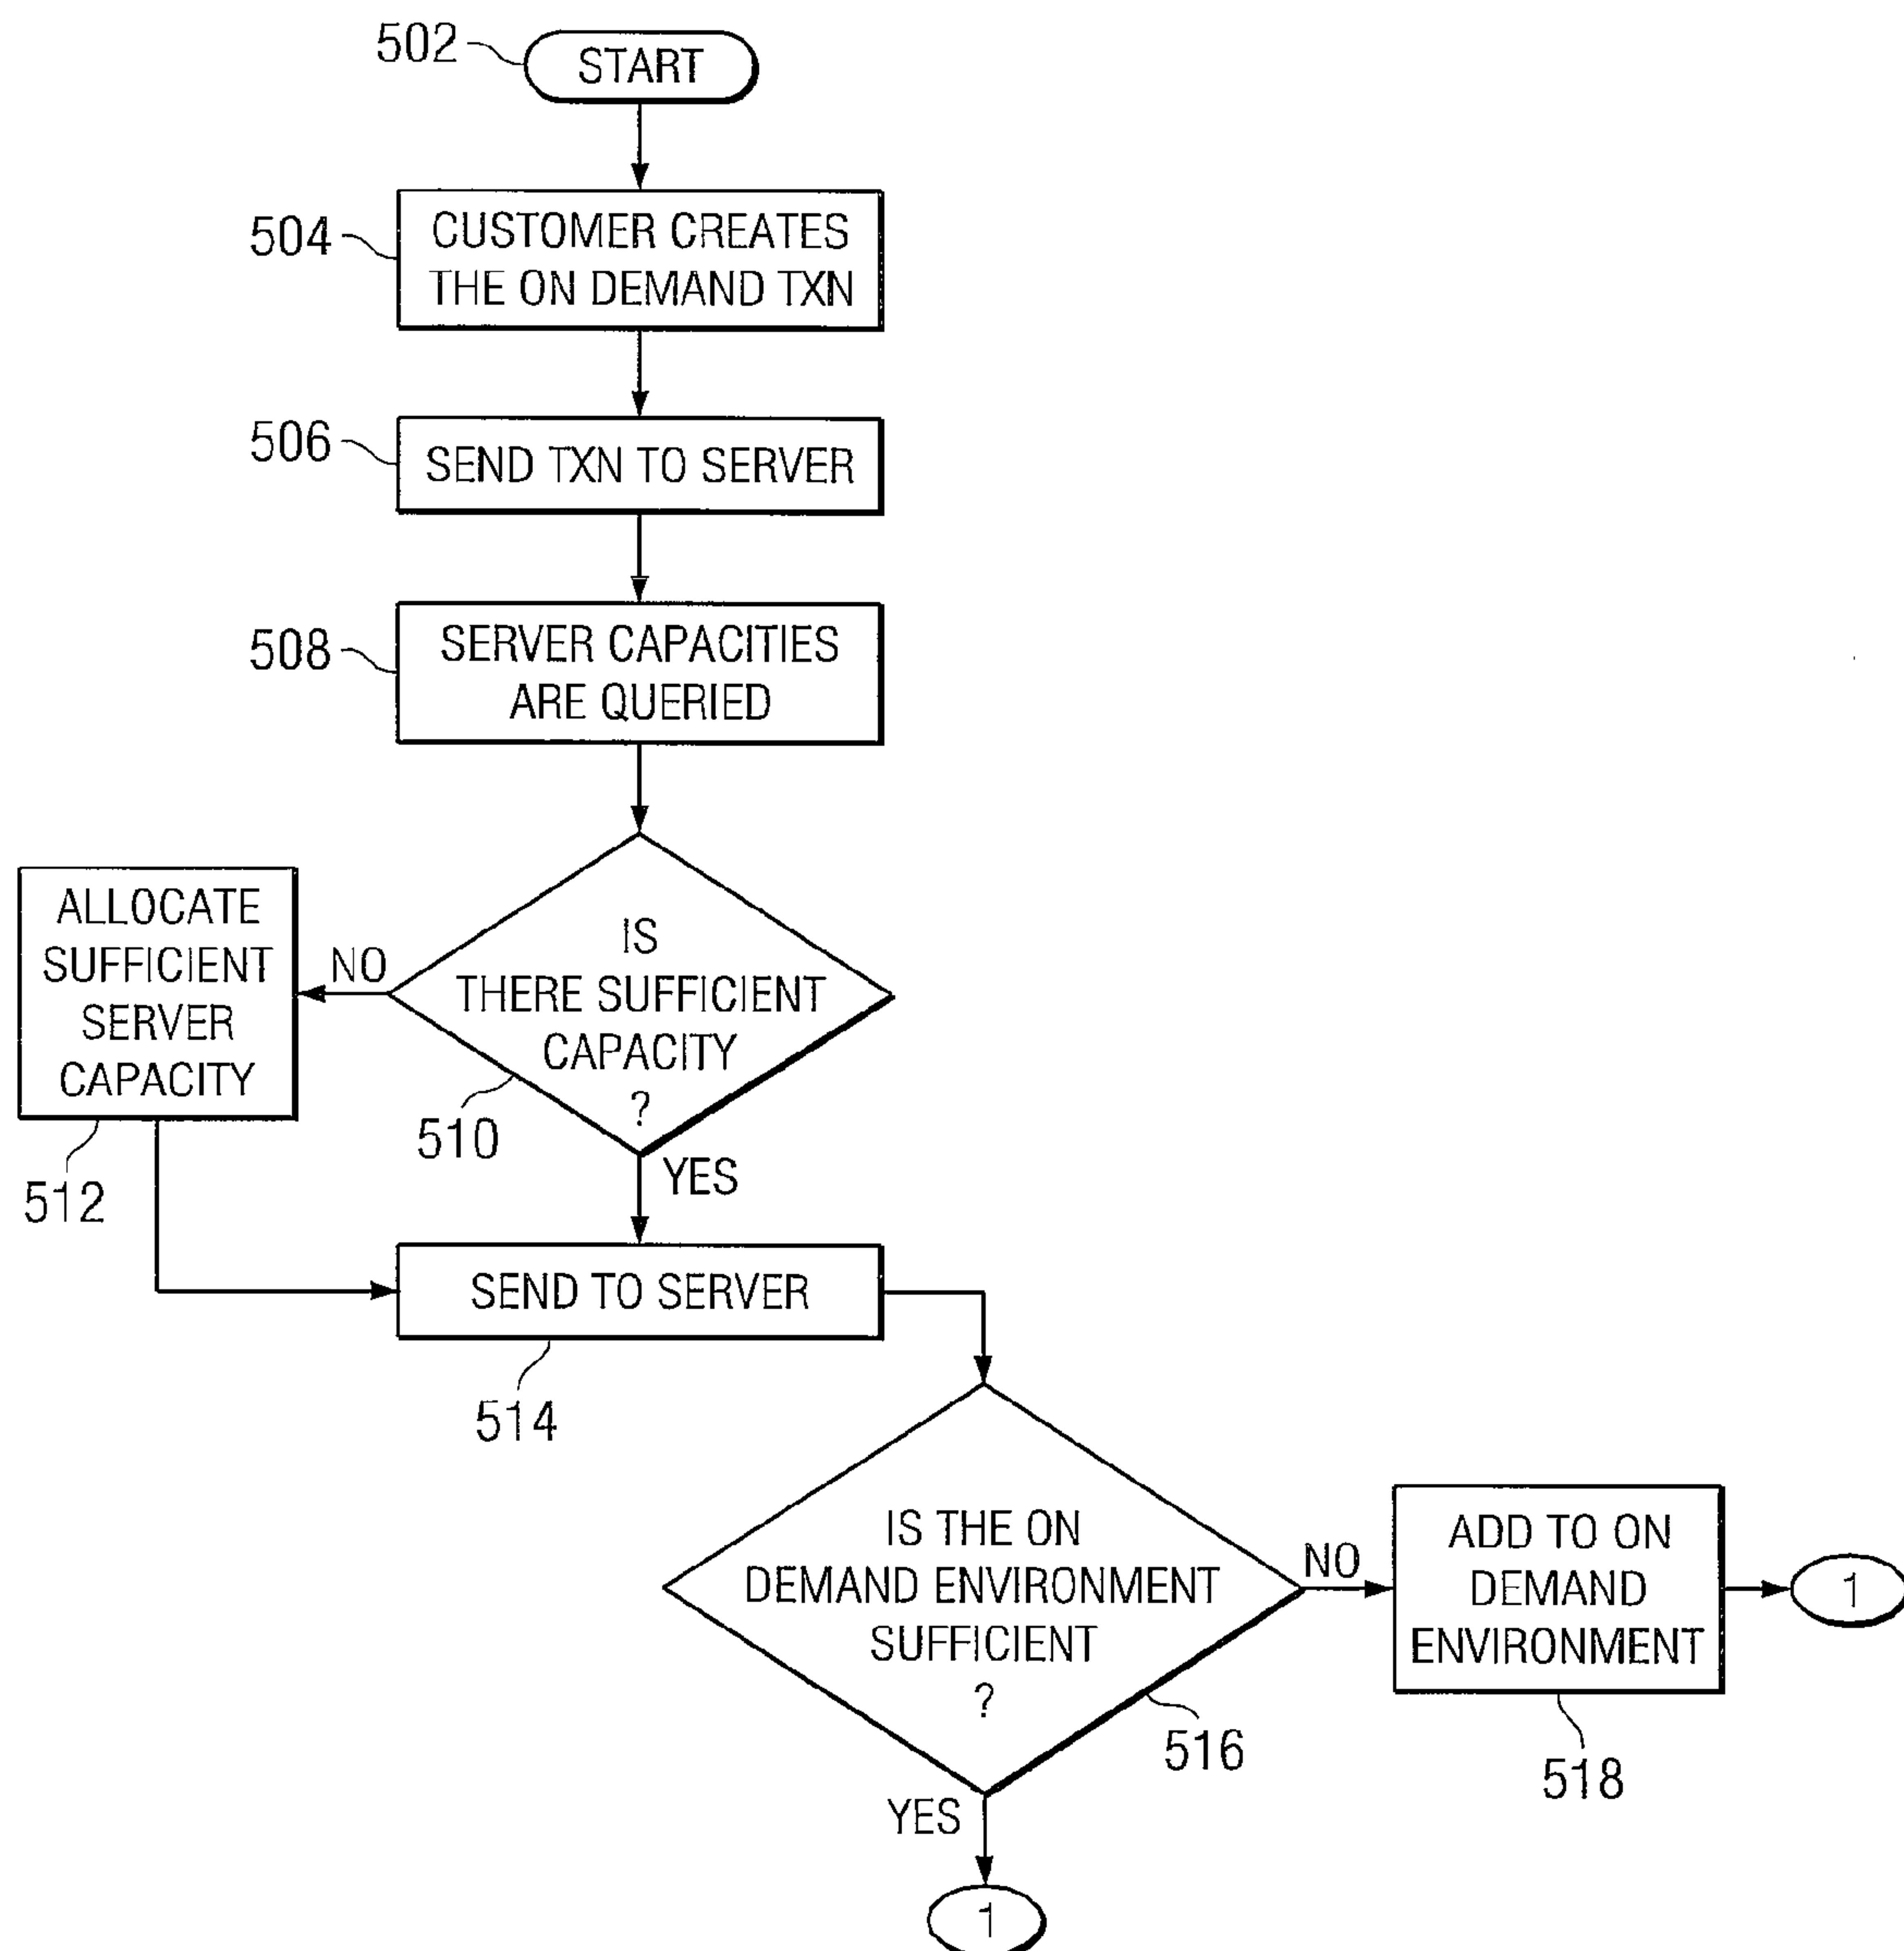 502
START
504
CUSTOMER CREATES
THE ON DEMAND TXN
506
SEND TXN TO SERVER
508
SERVER CAPACITIES
ARE QUERIED
ALLOCATE
SUFFICIENT
SERVER
CAPACITY
512
NO
IS
THERE SUFFICIENT
CAPACITY
?
510
YES
SEND TO SERVER
514
IS THE ON
DEMAND ENVIRONMENT
SUFFICIENT
?
516
NO
ADD TO ON
DEMAND
ENVIRONMENT
518
1
YES
1